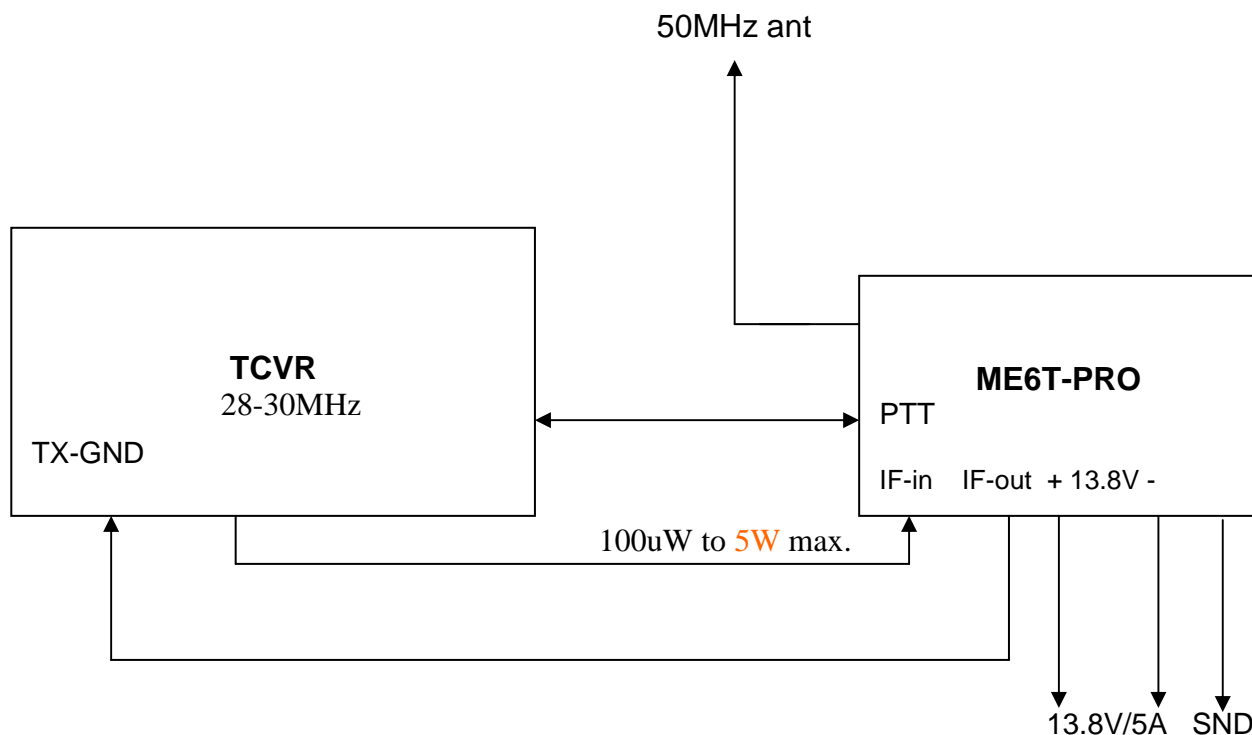 50MHz ant
TCVR
28-30MHz
TX-GND
ME6T-PRO
PTT
IF-in IF-out + 13.8V -
100uW to 5W max.
13.8V/5A SND